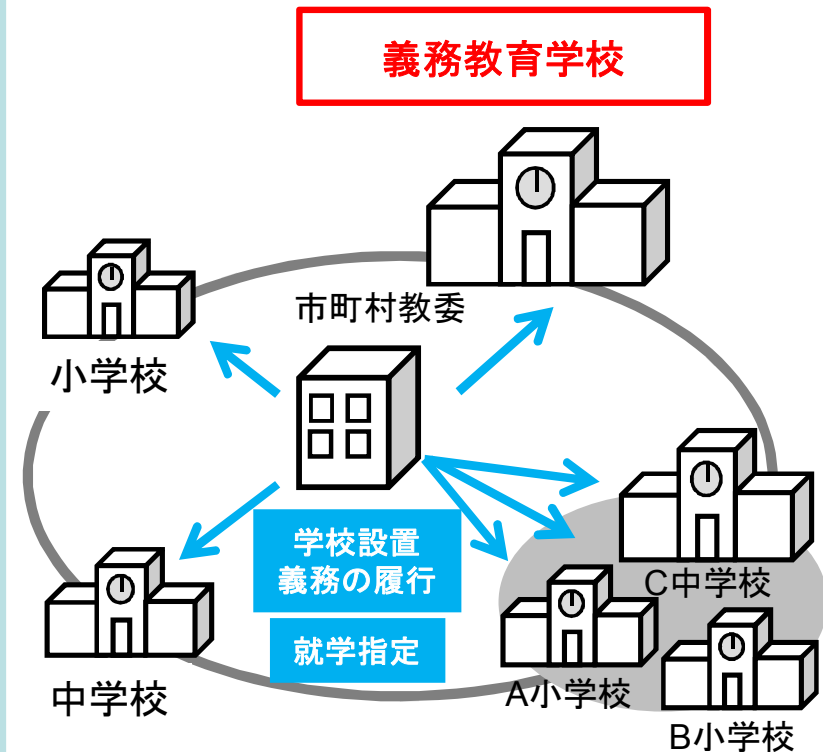 義務教育学校
市町村教委
小学校
学校設置
義務の履行
就学指定
中学校
C中学校
A小学校
B小学校